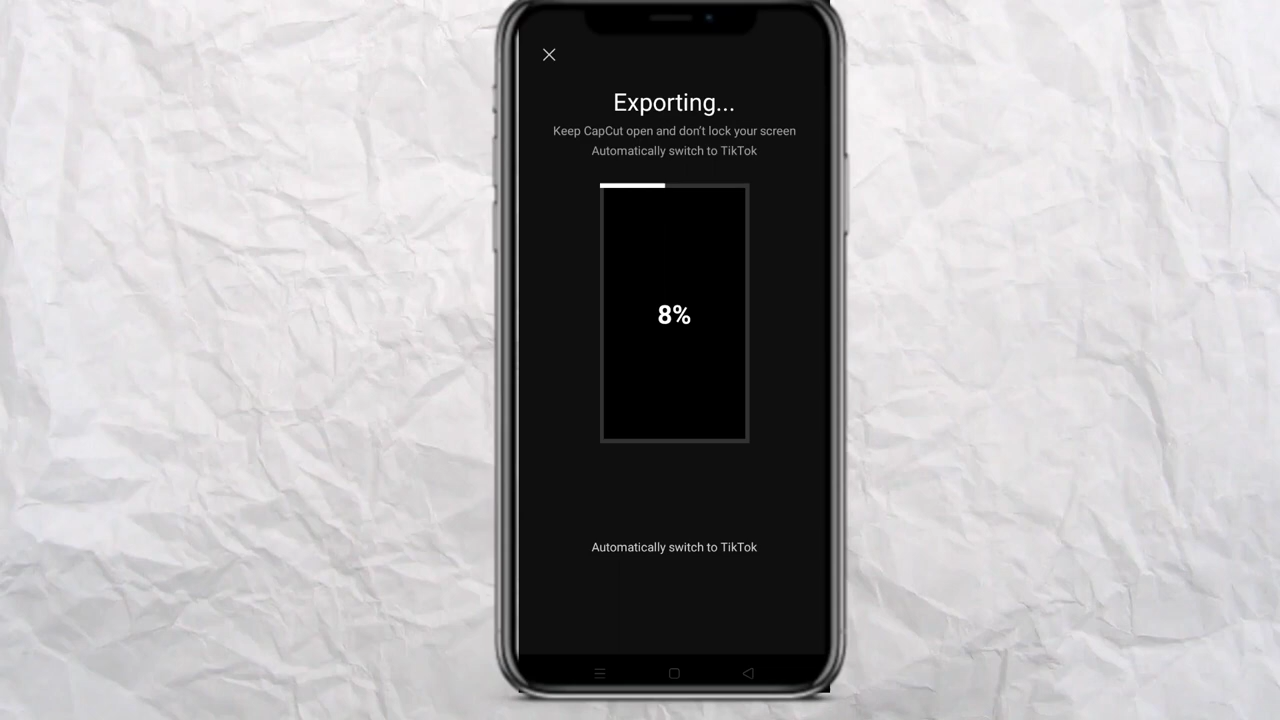 Exporting...
Keep CapCut open and don't lock your screen
Automatically switch to TikTok
8%
Automatically switch to TikTok